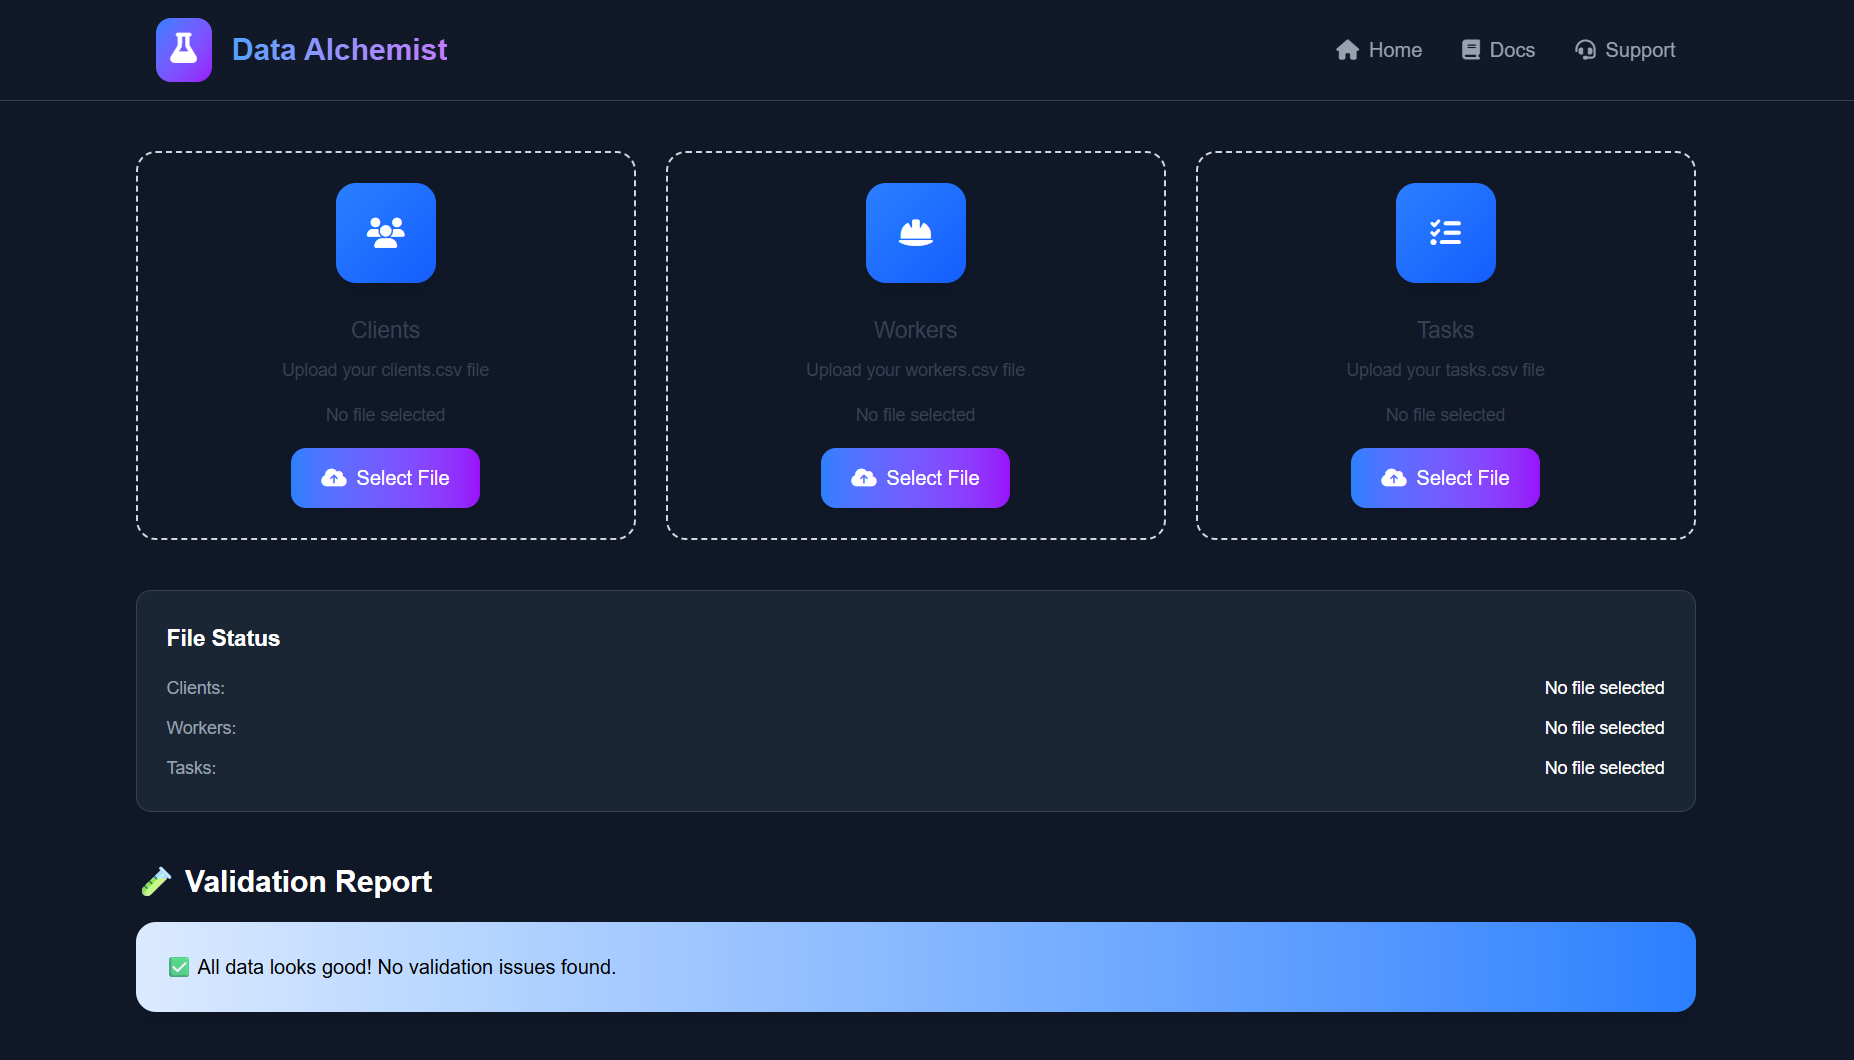 Data Alchemist
Home Docs Support
Clients
Upload your clients.csv file
No file selected
Select File
Workers
Upload your workers.csv file
No file selected
Select File
Tasks
Upload your tasks.csv file
No file selected
Select File
File Status
Clients: No file selected
Workers: No file selected
Tasks: No file selected
Validation Report
All data looks good! No validation issues found.